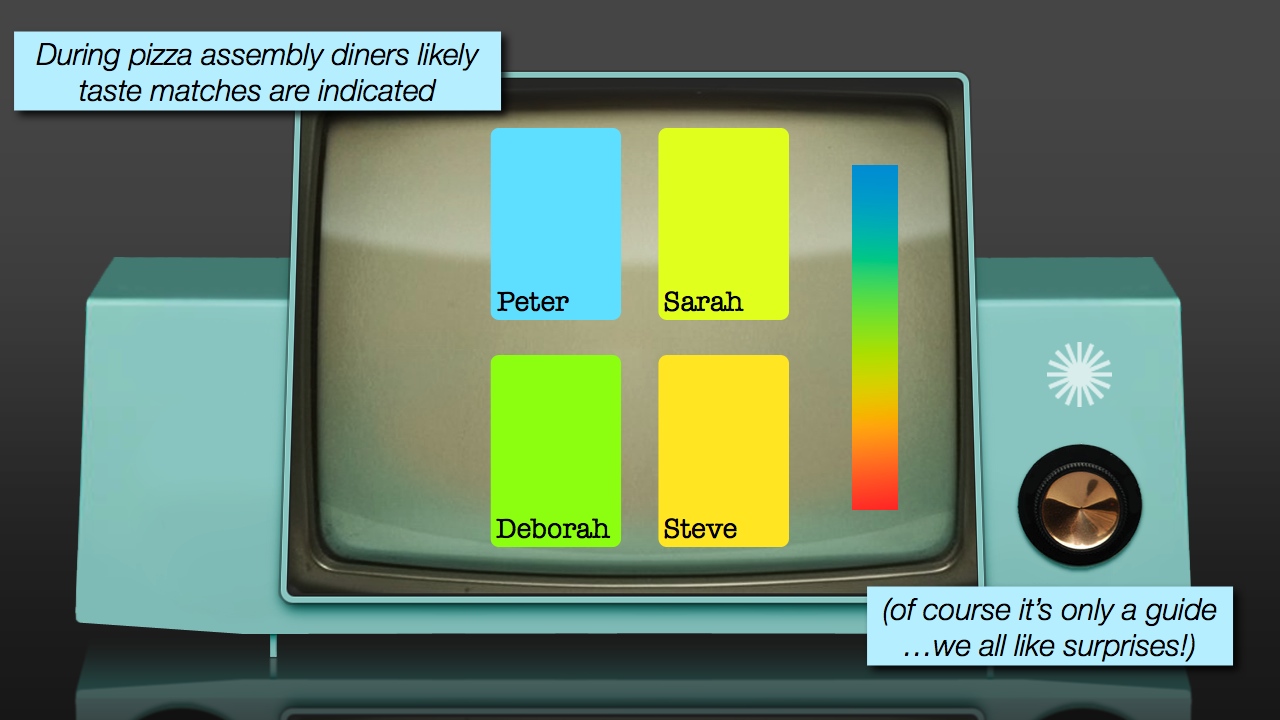 During pizza assembly diners likely
taste matches are indicated
Peter
Sarah
Deborah
Steve
(of course it's only a guide
…we all like surprises!)